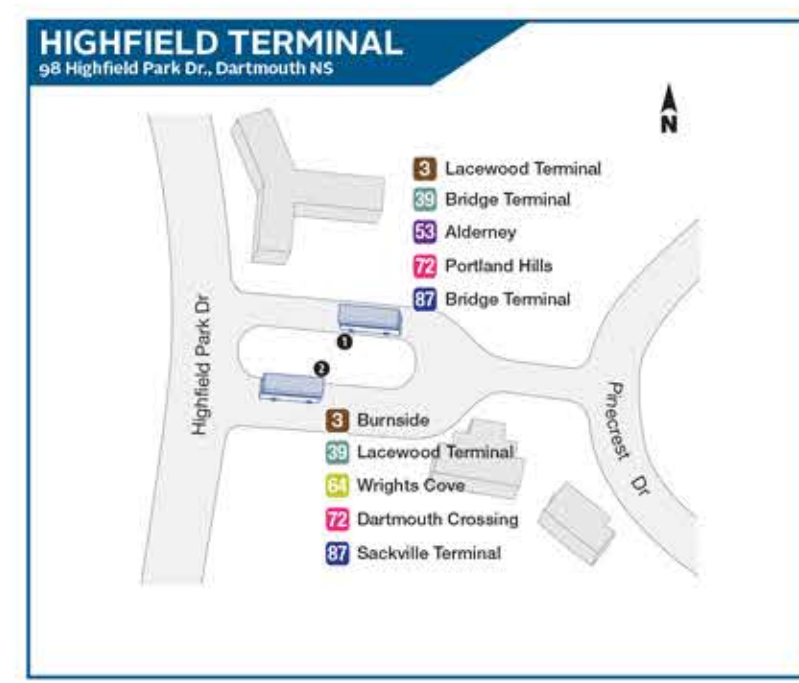 HIGHFIELD TERMINAL
98 Highfield Park Dr., Dartmouth NS
N
3 Lacewood Terminal
39 Bridge Terminal
53 Alderney
72 Portland Hills
87 Bridge Terminal
Highfield Park Dr
1
2
Pinecrest Dr
3 Burnside
39 Lacewood Terminal
64 Wrights Cove
72 Dartmouth Crossing
87 Sackville Terminal